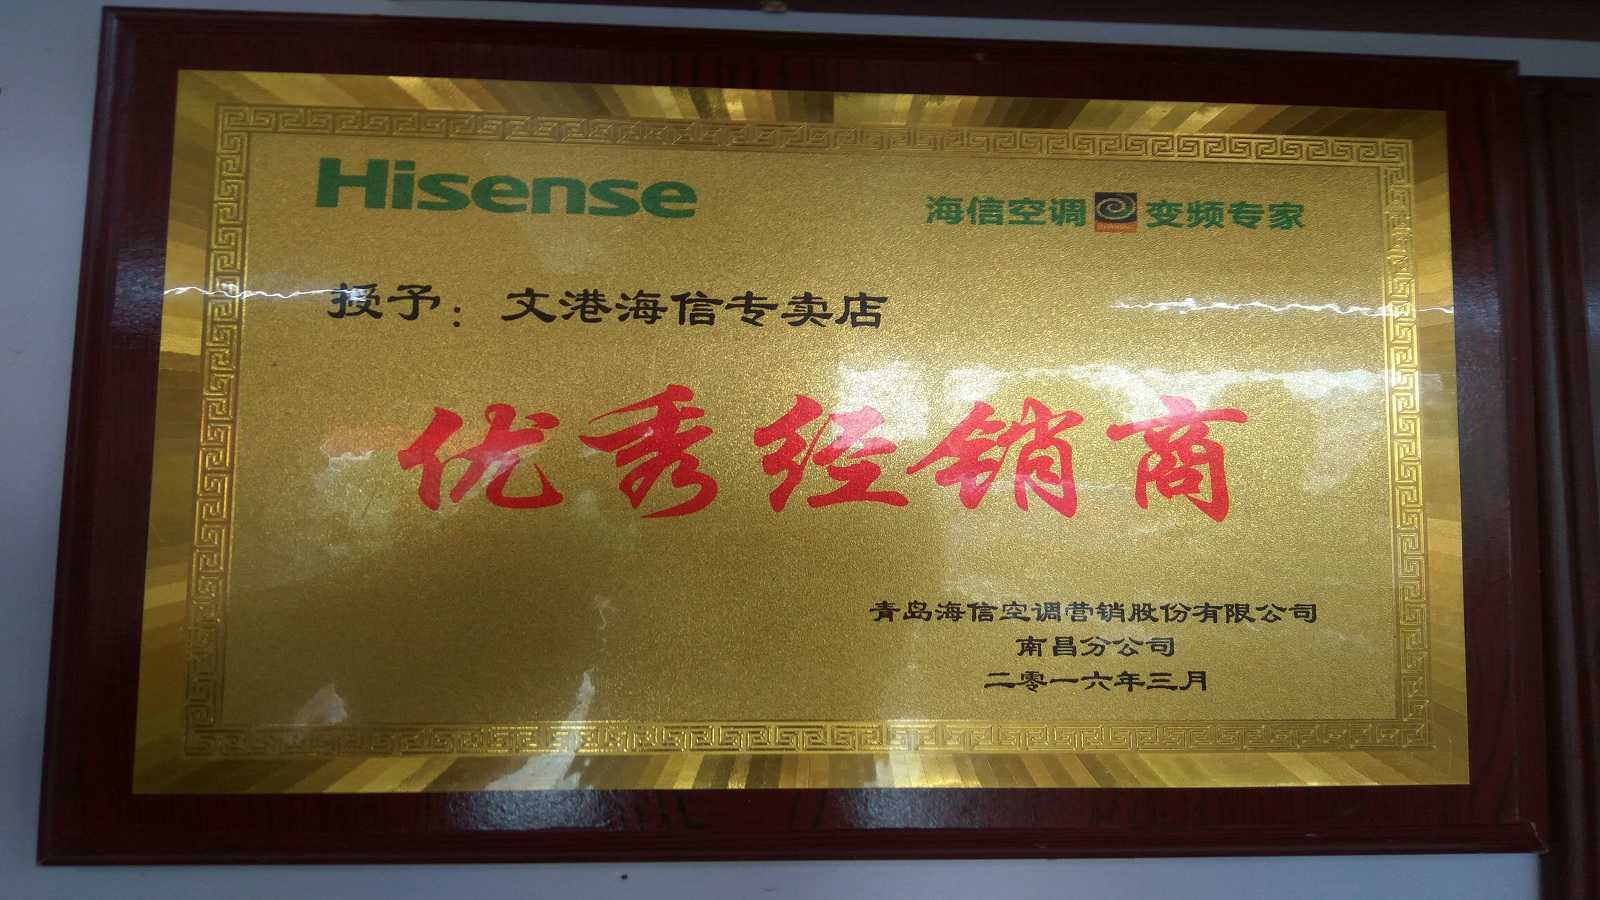 Hisense
海信空调 变频专家
授予：文港海信专卖店
优秀经销商
青岛海信空调营销股份有限公司
南昌分公司
二零一六年三月